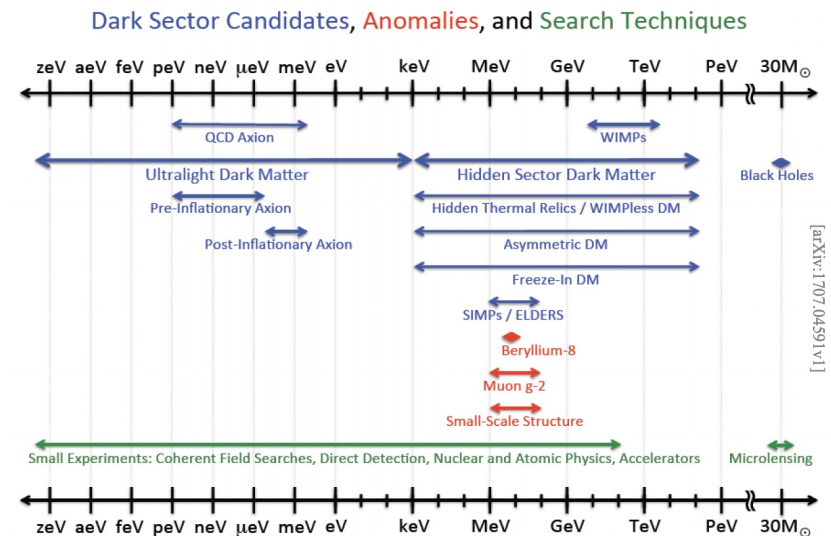 Dark Sector Candidates, Anomalies, and Search Techniques
zeV aeV feV peV neV μeV meV eV keV MeV GeV TeV PeV 30M☉
QCD Axion WIMPs
Ultralight Dark Matter Hidden Sector Dark Matter Black Holes
Pre-Inflationary Axion Hidden Thermal Relics / WIMPless DM
Post-Inflationary Axion Asymmetric DM
Freeze-In DM
SIMPs / ELDERS
Beryllium-8
Muon g-2
Small-Scale Structure
Small Experiments: Coherent Field Searches, Direct Detection, Nuclear and Atomic Physics, Accelerators Microlensing
zeV aeV feV peV neV μeV meV eV keV MeV GeV TeV PeV 30M☉
[arXiv:1707.04591v1]